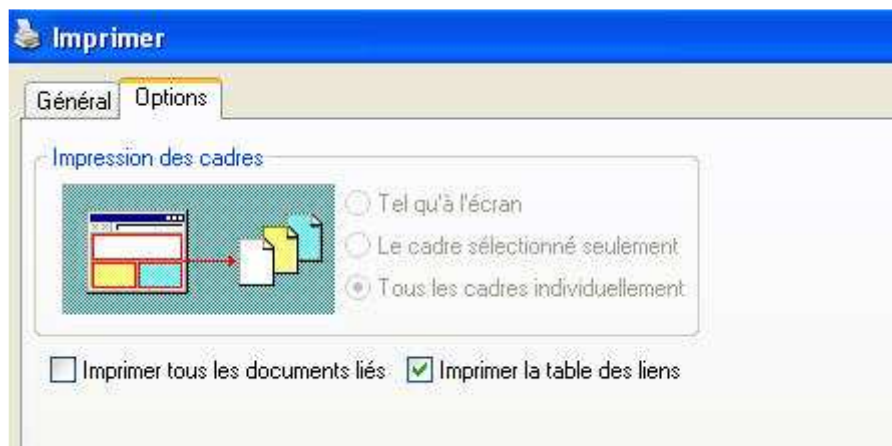 Imprimer
Général Options
Impression des cadres
Tel qu'à l'écran
Le cadre sélectionné seulement
Tous les cadres individuellement
Imprimer tous les documents liés Imprimer la table des liens